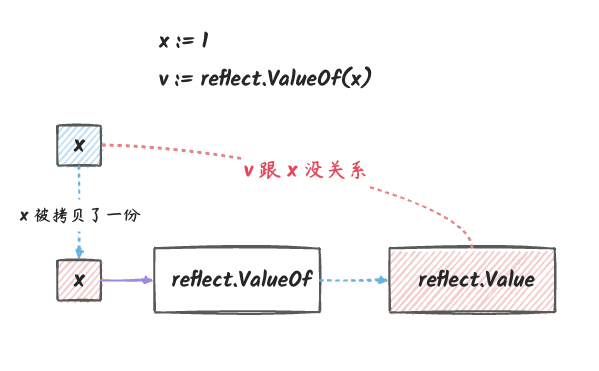 x := 1
v := reflect.ValueOf(x)
x
v 跟 x 没关系
x 被拷贝了一份
x
reflect.ValueOf
reflect.Value